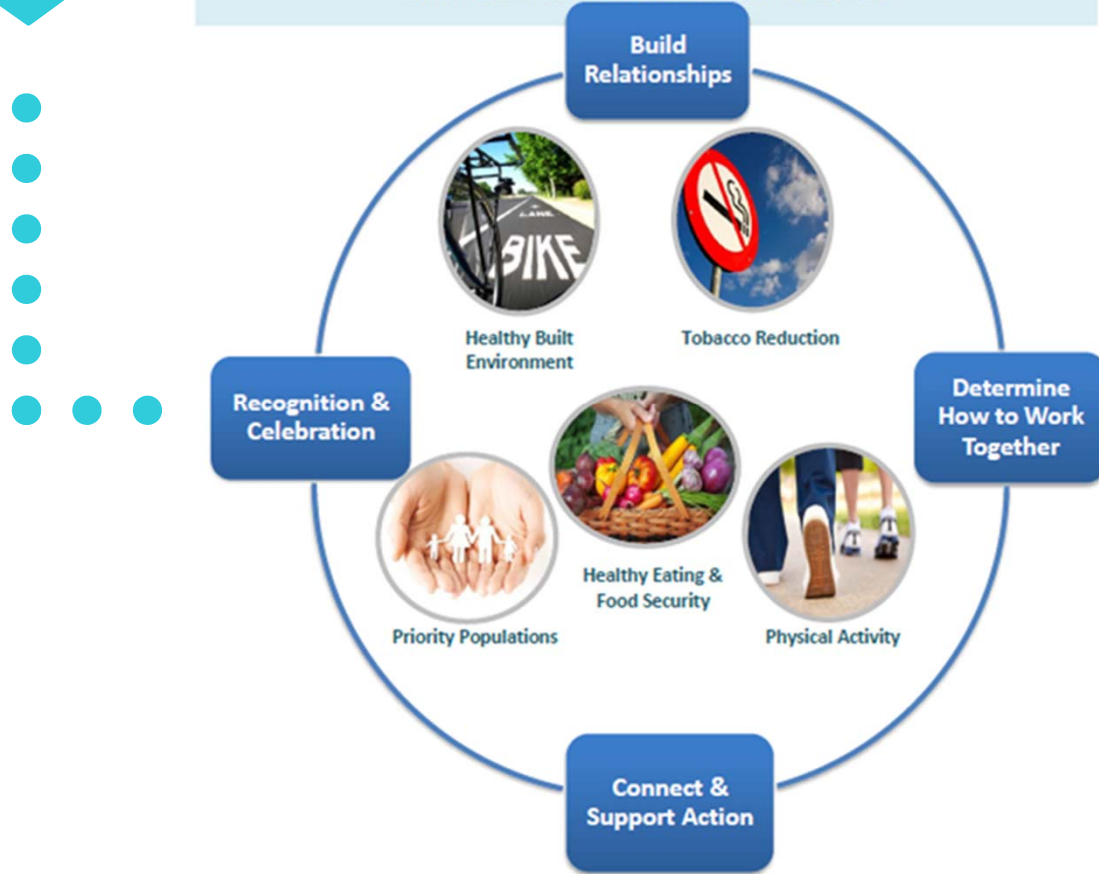 Build
Relationships
LANE
BIKE
Healthy Built
Environment
Tobacco Reduction
Recognition &
Celebration
Determine
How to Work
Together
Healthy Eating &
Food Security
Priority Populations
Physical Activity
Connect &
Support Action